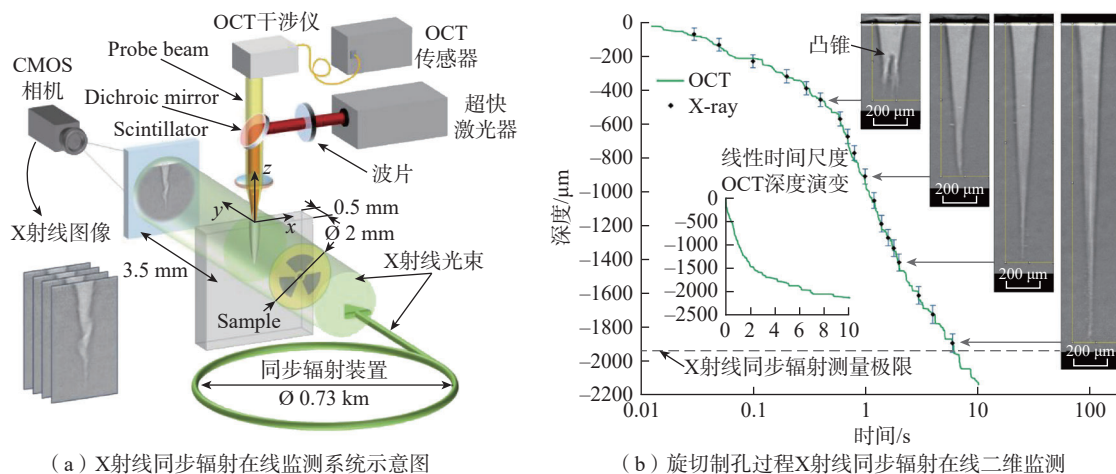 OCT干涉仪
OCT
传感器
Probe beam
CMOS
相机
Dichroic mirror
Scintillator
超快
激光器
波片
z
y
x
0.5 mm
Ø 2 mm
X射线图像
3.5 mm
X射线光束
Sample
同步辐射装置
Ø 0.73 km
(a)X射线同步辐射在线监测系统示意图
0
−200
−400
−600
−800
−1000
−1200
−1400
−1600
−1800
−2000
−2200
深度/μm
OCT
X-ray
凸锥
200 μm
200 μm
200 μm
200 μm
线性时间尺度
OCT深度演变
0
−500
−1000
−1500
−2000
−2500
0 2 4 6 8 10
X射线同步辐射测量极限
0.01 0.1 1 10 100
时间/s
(b)旋切制孔过程X射线同步辐射在线二维监测